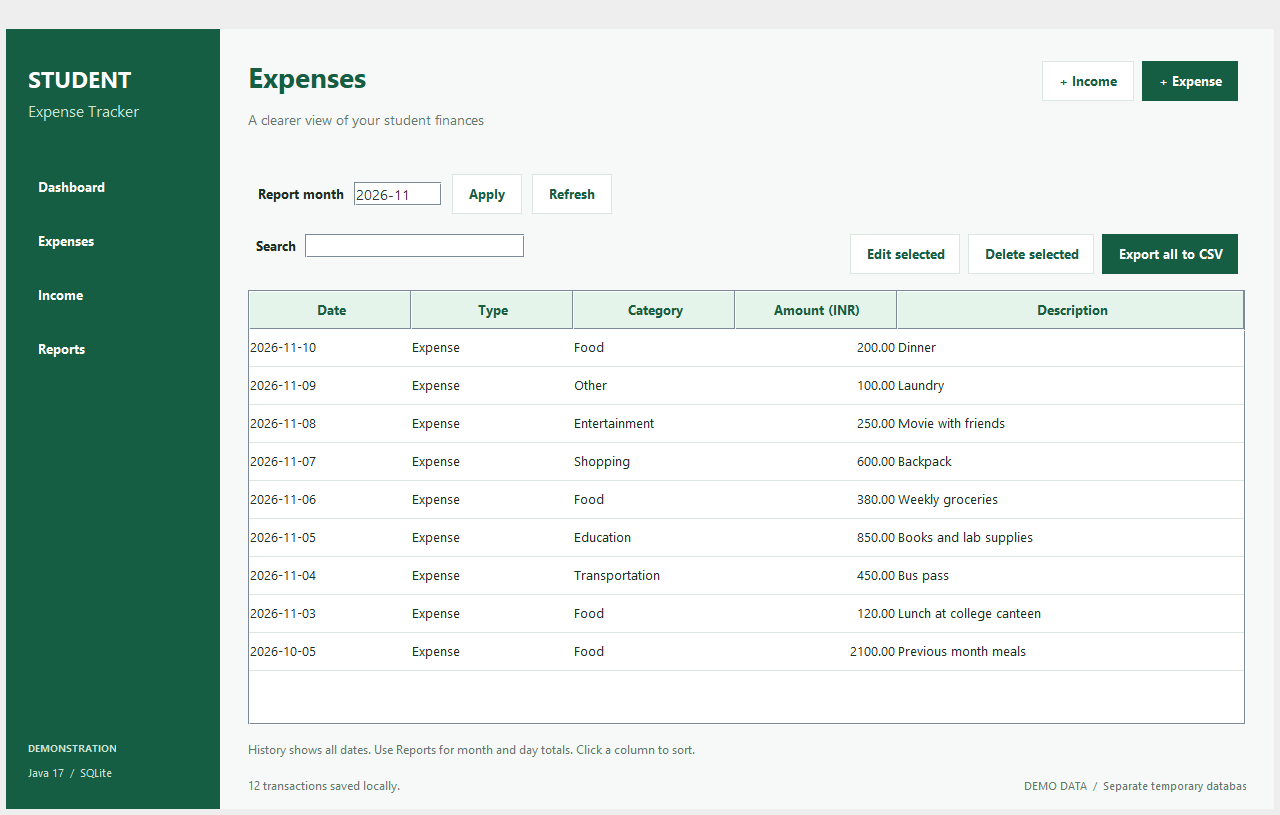 STUDENT
Expense Tracker
Dashboard
Expenses
Income
Reports
DEMONSTRATION
Java 17 / SQLite
Expenses
+ Income
+ Expense
A clearer view of your student finances
Report month 2026-11 Apply Refresh
Search
Edit selected Delete selected Export all to CSV
Date Type Category Amount (INR) Description
2026-11-10 Expense Food 200.00 Dinner
2026-11-09 Expense Other 100.00 Laundry
2026-11-08 Expense Entertainment 250.00 Movie with friends
2026-11-07 Expense Shopping 600.00 Backpack
2026-11-06 Expense Food 380.00 Weekly groceries
2026-11-05 Expense Education 850.00 Books and lab supplies
2026-11-04 Expense Transportation 450.00 Bus pass
2026-11-03 Expense Food 120.00 Lunch at college canteen
2026-10-05 Expense Food 2100.00 Previous month meals
History shows all dates. Use Reports for month and day totals. Click a column to sort.
12 transactions saved locally.
DEMO DATA / Separate temporary databas